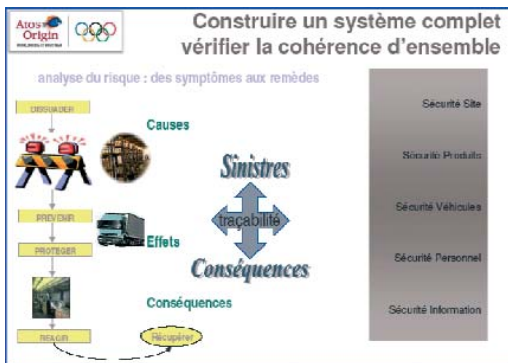 Atos
Origin
Construire un système complet
vérifier la cohérence d'ensemble
analyse du risque : des symptômes aux remèdes
DISSUADER
Causes
Sinistres
traçabilité
Conséquences
PREVENIR
Effets
PROTEGER
Conséquences
REAGIR
Récupérer
Sécurité Site
Sécurité Produits
Sécurité Véhicules
Sécurité Personnel
Sécurité Information